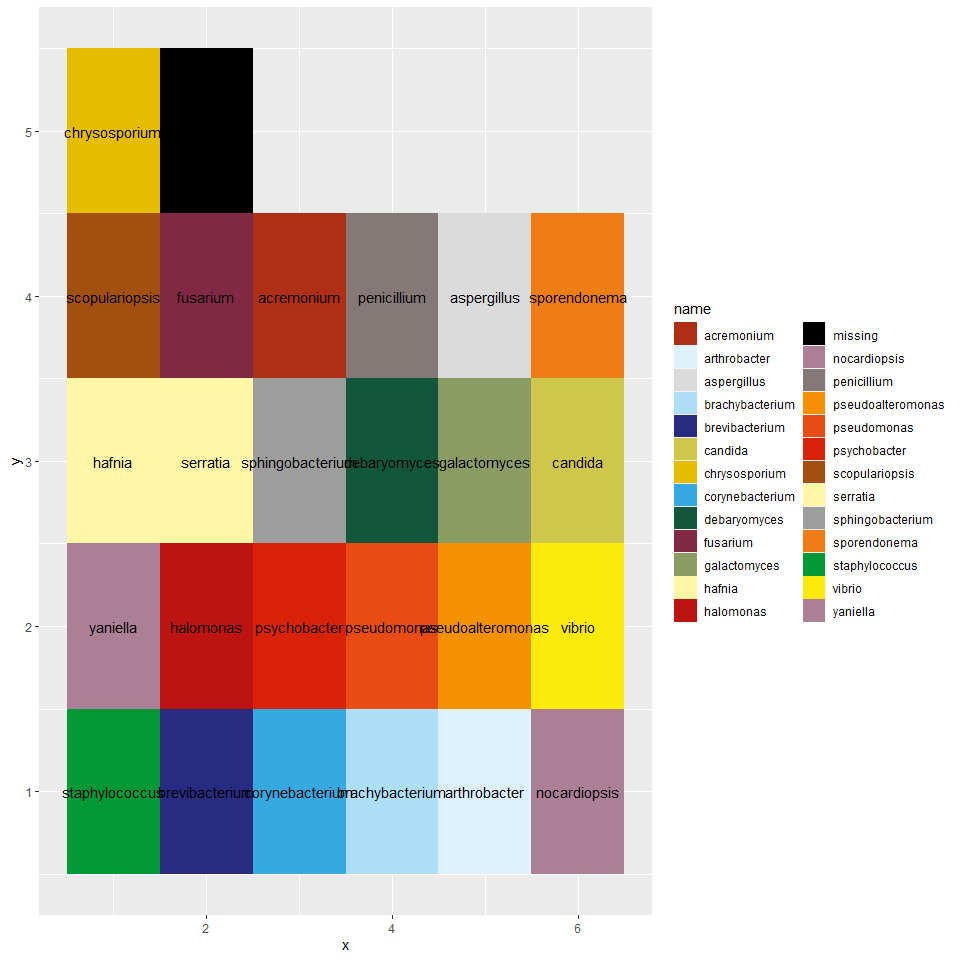 5
chrysosporium
4
scopulariopsis fusarium acremonium penicillium aspergillus sporendonema
3
hafnia serratia sphingobacterium debaryomyces galactomyces candida
2
yaniella halomonas psychobacter pseudomonas pseudoalteromonas vibrio
1
staphylococcus brevibacterium corynebacterium brachybacterium arthrobacter nocardiopsis
y
2 4 6
x
name
acremonium
arthrobacter
aspergillus
brachybacterium
brevibacterium
candida
chrysosporium
corynebacterium
debaryomyces
fusarium
galactomyces
hafnia
halomonas
missing
nocardiopsis
penicillium
pseudoalteromonas
pseudomonas
psychobacter
scopulariopsis
serratia
sphingobacterium
sporendonema
staphylococcus
vibrio
yaniella